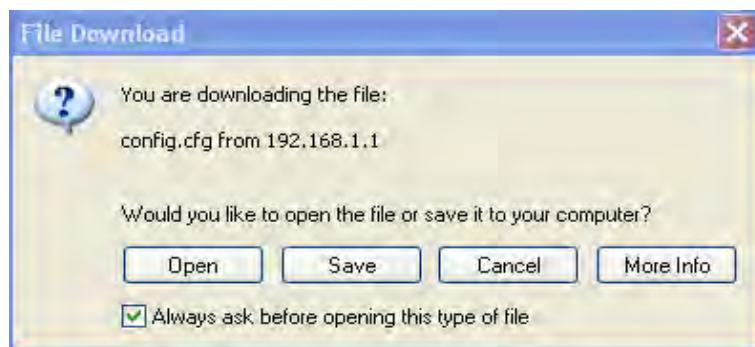 File Download
You are downloading the file:
config.cfg from 192.168.1.1
Would you like to open the file or save it to your computer?
Open Save Cancel More Info
Always ask before opening this type of file